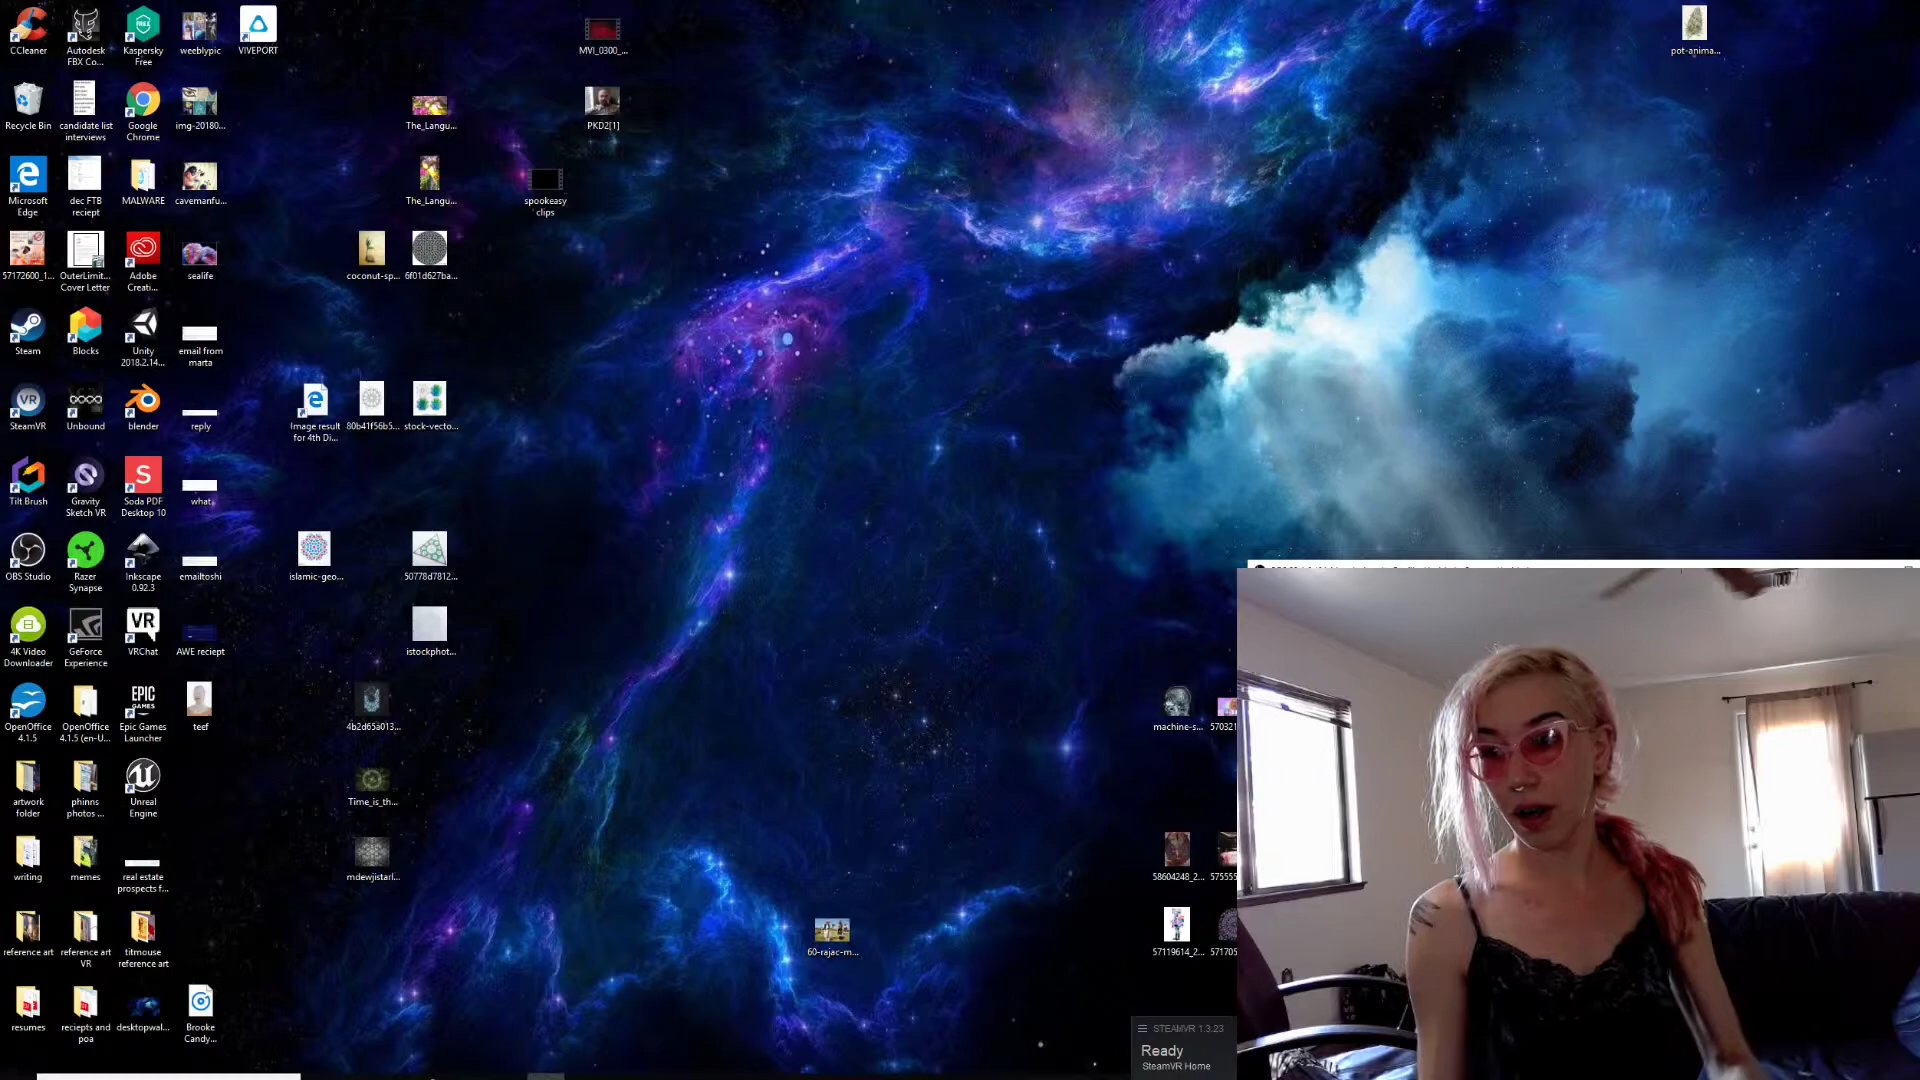 CCleaner
Autodesk
FBX Co...
Kaspersky
Free
weeblypic
VIVEPORT
MVI_0300_...
pot-anima...
Recycle Bin
candidate list
interviews
Google
Chrome
img-20180...
The_Langu...
PKD2[1]
Microsoft
Edge
dec FTB
reciept
MALWARE
cavemanfu...
The_Langu...
spookeasy
clips
57172600_1...
OuterLimit...
Cover Letter
Adobe
Creati...
sealife
coconut-sp...
6f01d627ba...
Steam
Blocks
Unity
2018.2.14...
email from
marta
SteamVR
Unbound
blender
reply
Image result
for 4th Di...
80b41f56b5...
stock-vecto...
Tilt Brush
Gravity
Sketch VR
Soda PDF
Desktop 10
what
OBS Studio
Razer
Synapse
Inkscape
0.92.3
emailtoshi
islamic-geo...
50778d7812...
4K Video
Downloader
GeForce
Experience
VRChat
AWE reciept
istockphot...
OpenOffice
4.1.5
OpenOffice
4.1.5 (en-U...
Epic Games
Launcher
teef
4b2d65a013...
machine-s...
570321
artwork
folder
phinns
photos ...
Unreal
Engine
Time_is_th...
writing
memes
real estate
prospects f...
mdewjistarl...
58604248_2...
57555
reference art
reference art
VR
titmouse
reference art
60-rajac-m...
57119614_2...
571705
resumes
reciepts and
poa
desktopwal...
Brooke
Candy...
STEAMVR 1.3.23
Ready
SteamVR Home